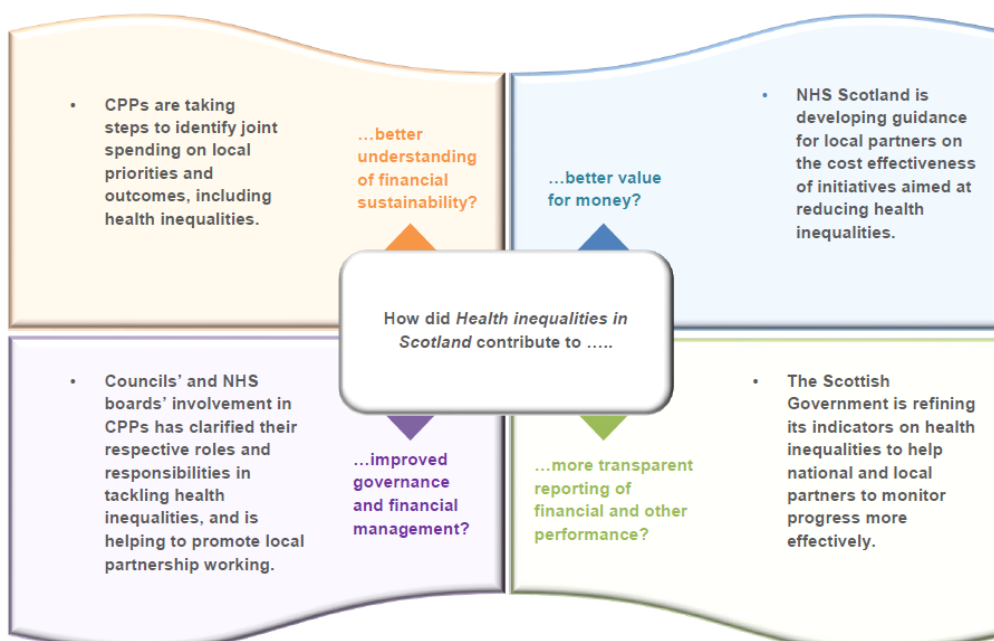 • CPPs are taking
steps to identify joint
spending on local
priorities and
outcomes, including
health inequalities.
…better
understanding
of financial
sustainability?
…better value
for money?
• NHS Scotland is
developing guidance
for local partners on
the cost effectiveness
of initiatives aimed at
reducing health
inequalities.
How did Health inequalities in
Scotland contribute to …..
• Councils’ and NHS
boards’ involvement in
CPPs has clarified their
respective roles and
responsibilities in
tackling health
inequalities, and is
helping to promote local
partnership working.
…improved
governance
and financial
management?
…more transparent
reporting of
financial and other
performance?
• The Scottish
Government is refining
its indicators on health
inequalities to help
national and local
partners to monitor
progress more
effectively.